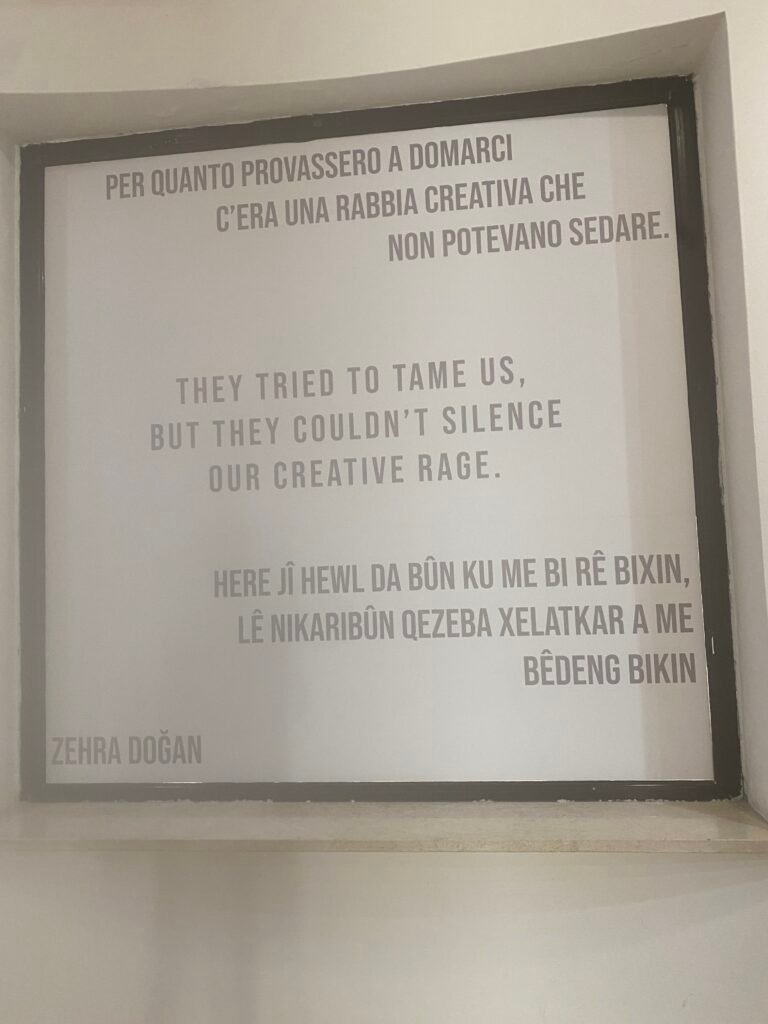 PER QUANTO PROVASSERO A DOMARCI
C'ERA UNA RABBIA CREATIVA CHE
NON POTEVANO SEDARE.
THEY TRIED TO TAME US,
BUT THEY COULDN'T SILENCE
OUR CREATIVE RAGE.
HERE JÎ HEWL DA BÛN KU ME BI RÊ BIXIN,
LÊ NIKARIBÛN QEZEBA XELATKAR A ME
BÊDENG BIKIN
ZEHRA DOĞAN